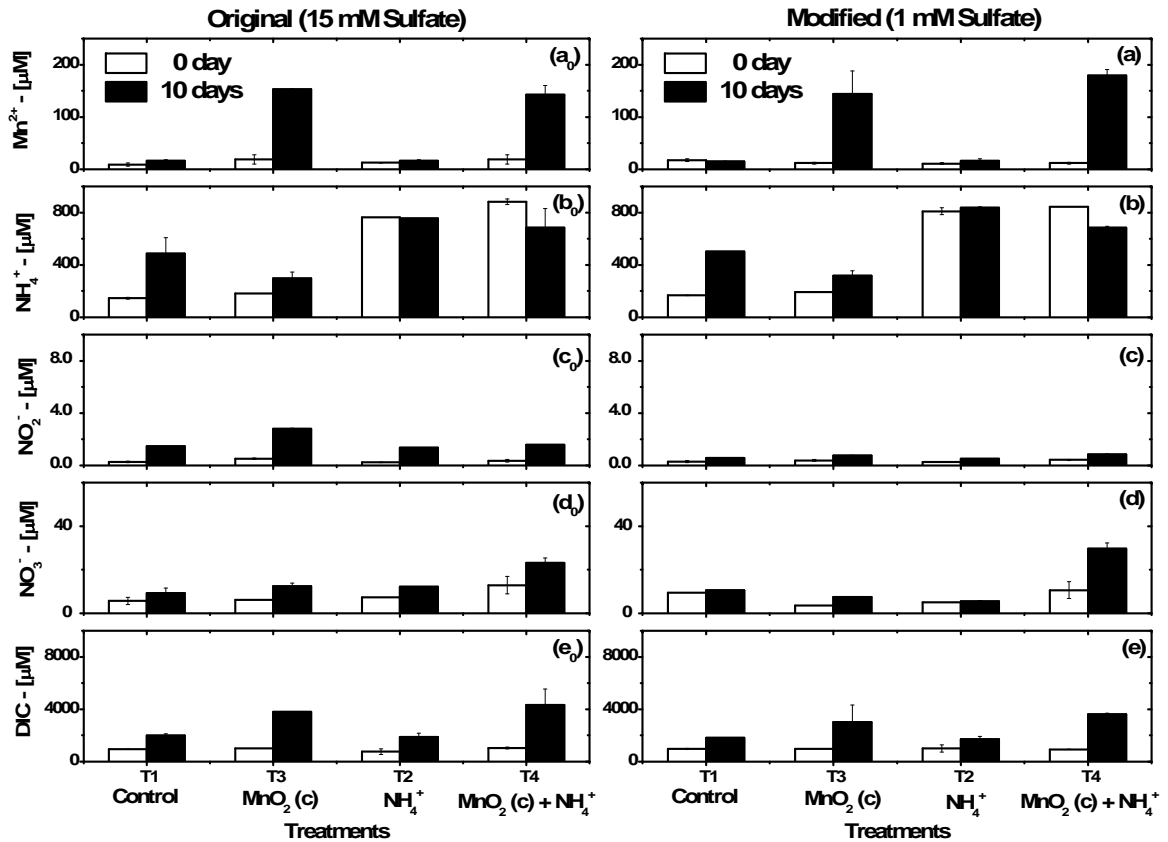 Original (15 mM Sulfate)
Modified (1 mM Sulfate)
Mn²⁺ - [µM]
200
100
0
0 day
10 days
(a₀)
200
100
0
0 day
10 days
(a)
NH₄⁺ - [µM]
800
400
0
(b₀)
800
400
0
(b)
NO₂⁻ - [µM]
8.0
4.0
0.0
(c₀)
8.0
4.0
0.0
(c)
NO₃⁻ - [µM]
40
0
(d₀)
40
0
(d)
DIC - [µM]
8000
4000
0
(e₀)
8000
4000
0
(e)
T1 T3 T2 T4
Control MnO₂ (c) NH₄⁺ MnO₂ (c) + NH₄⁺
Treatments
T1 T3 T2 T4
Control MnO₂ (c) NH₄⁺ MnO₂ (c) + NH₄⁺
Treatments